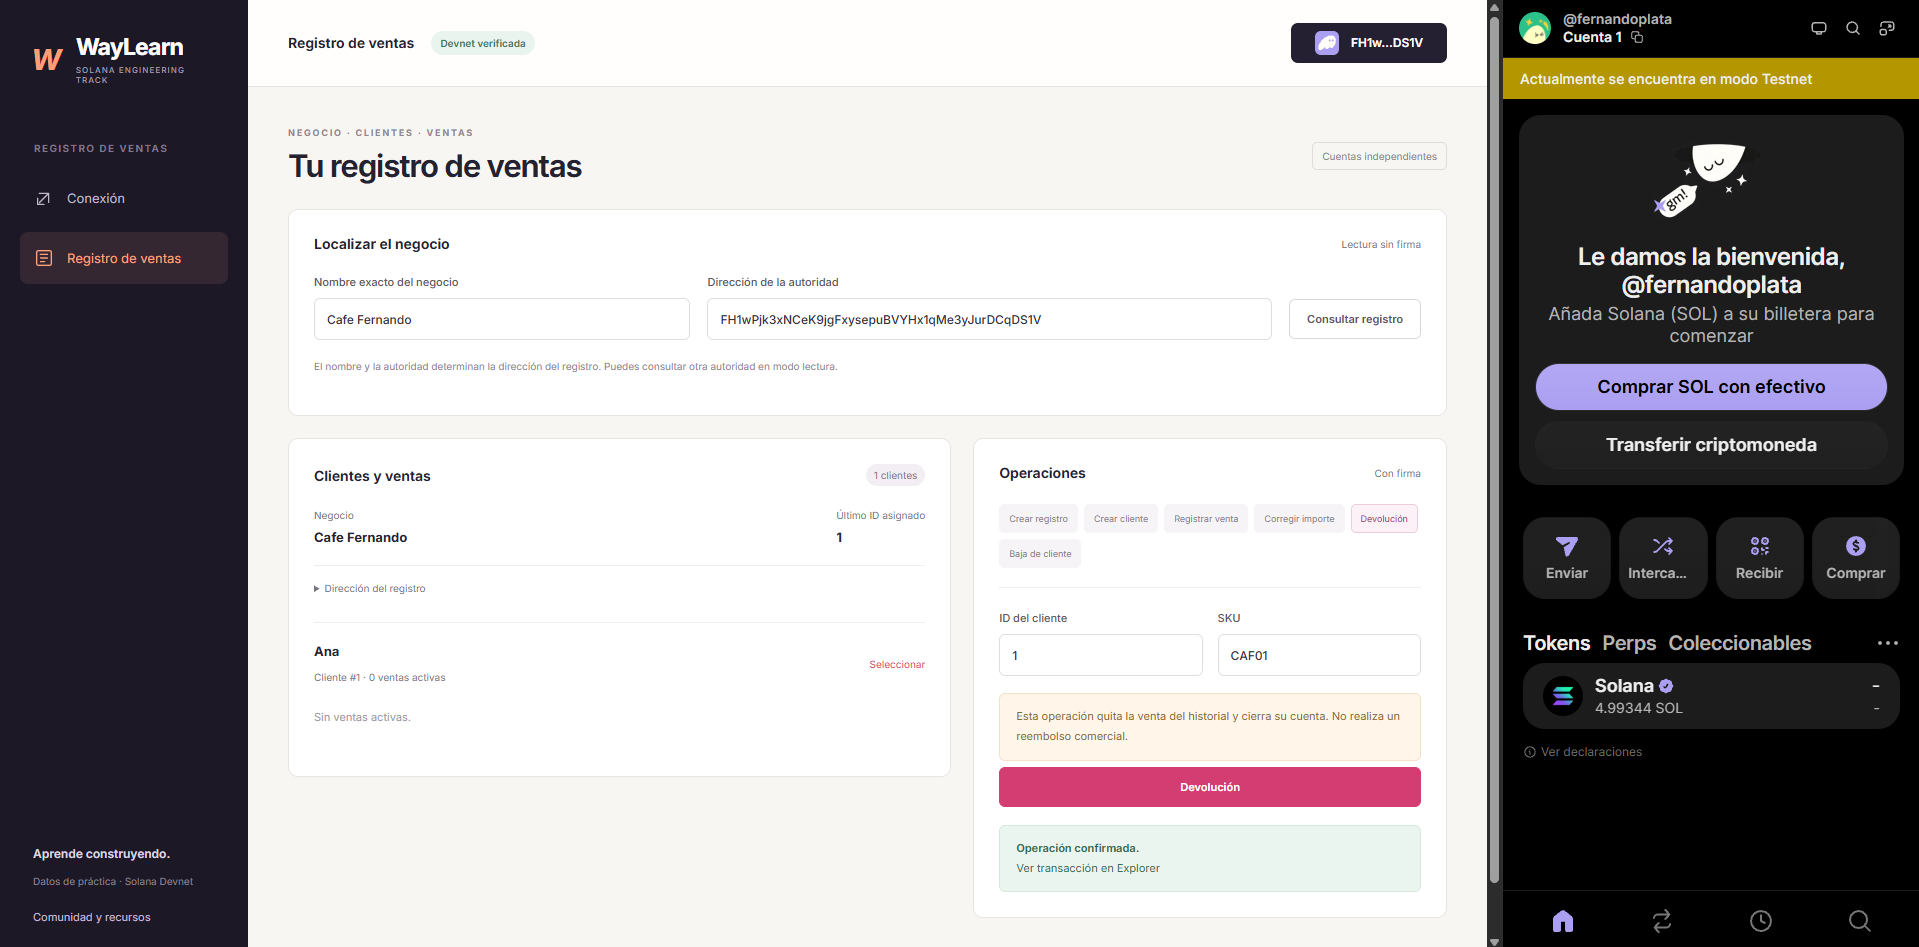 W
WayLearn
SOLANA ENGINEERING
TRACK
REGISTRO DE VENTAS
Conexión
Registro de ventas
Aprende construyendo.
Datos de práctica · Solana Devnet
Comunidad y recursos
Registro de ventas
Devnet verificada
FH1w...DS1V
NEGOCIO · CLIENTES · VENTAS
Tu registro de ventas
Cuentas independientes
Localizar el negocio
Lectura sin firma
Nombre exacto del negocio
Dirección de la autoridad
Cafe Fernando
FH1wPjk3xNCeK9jgFxysepuBVYHx1qMe3yJurDCqDS1V
Consultar registro
El nombre y la autoridad determinan la dirección del registro. Puedes consultar otra autoridad en modo lectura.
Clientes y ventas
1 clientes
Negocio
Último ID asignado
Cafe Fernando
1
Dirección del registro
Ana
Seleccionar
Cliente #1 · 0 ventas activas
Sin ventas activas.
Operaciones
Con firma
Crear registro
Crear cliente
Registrar venta
Corregir importe
Devolución
Baja de cliente
ID del cliente
SKU
1
CAF01
Esta operación quita la venta del historial y cierra su cuenta. No realiza un
reembolso comercial.
Devolución
Operación confirmada.
Ver transacción en Explorer
@fernandoplata
Cuenta 1
Actualmente se encuentra en modo Testnet
gm!
Le damos la bienvenida,
@fernandoplata
Añada Solana (SOL) a su billetera para
comenzar
Comprar SOL con efectivo
Transferir criptomoneda
Enviar
Interca...
Recibir
Comprar
Tokens
Perps
Coleccionables
Solana
–
4.99344 SOL
-
Ver declaraciones